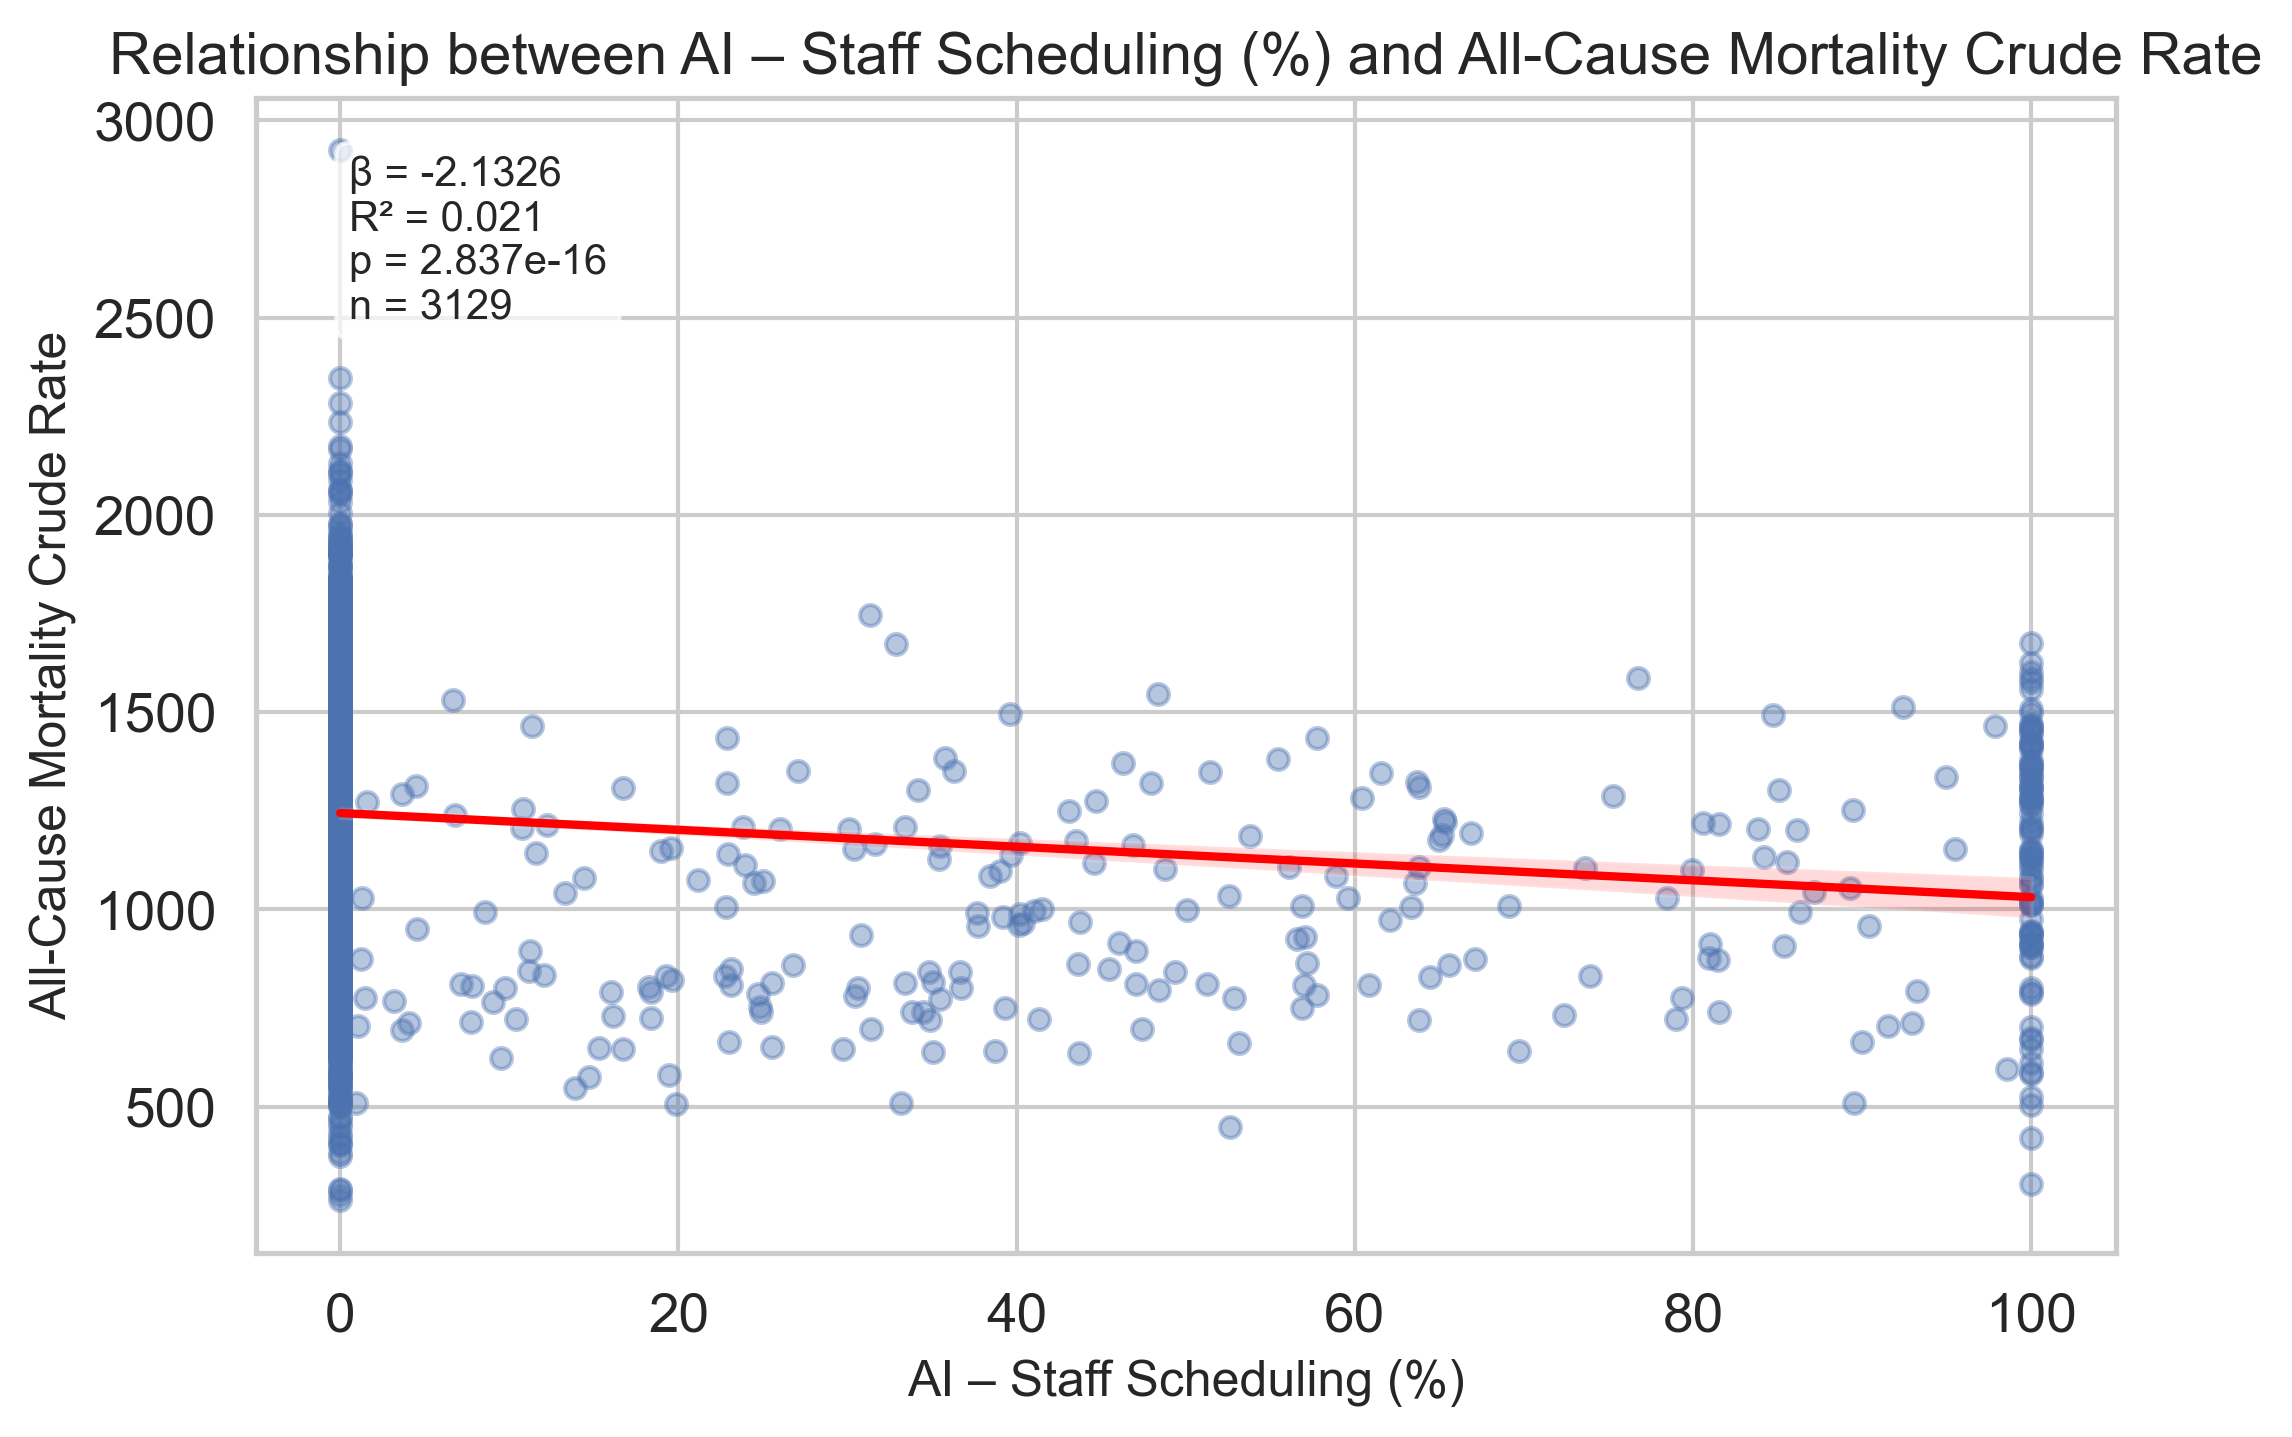 Relationship between AI – Staff Scheduling (%) and All-Cause Mortality Crude Rate
3000
2500
2000
1500
1000
500
All-Cause Mortality Crude Rate
β = -2.1326
R² = 0.021
p = 2.837e-16
n = 3129
0 20 40 60 80 100
AI – Staff Scheduling (%)